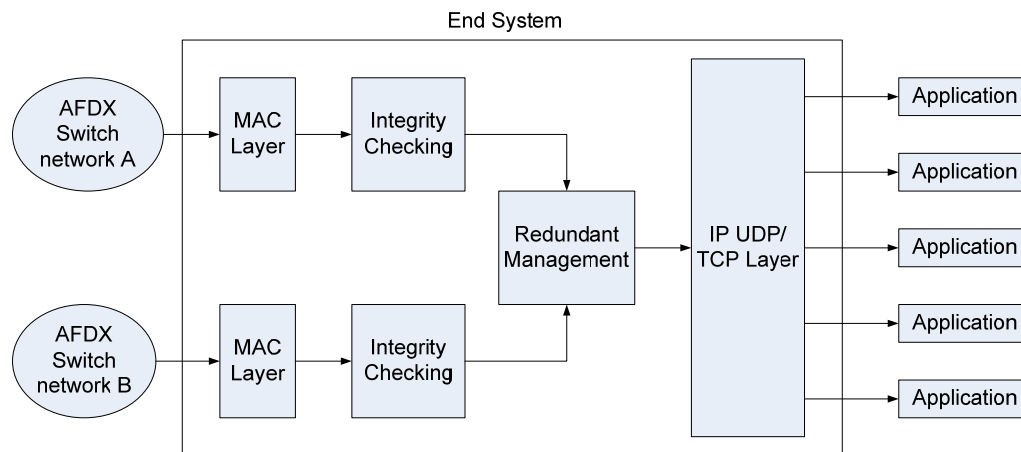 End System
AFDX
Switch
network A
MAC
Layer
Integrity
Checking
Redundant
Management
IP UDP/
TCP Layer
Application
Application
Application
Application
Application
AFDX
Switch
network B
MAC
Layer
Integrity
Checking